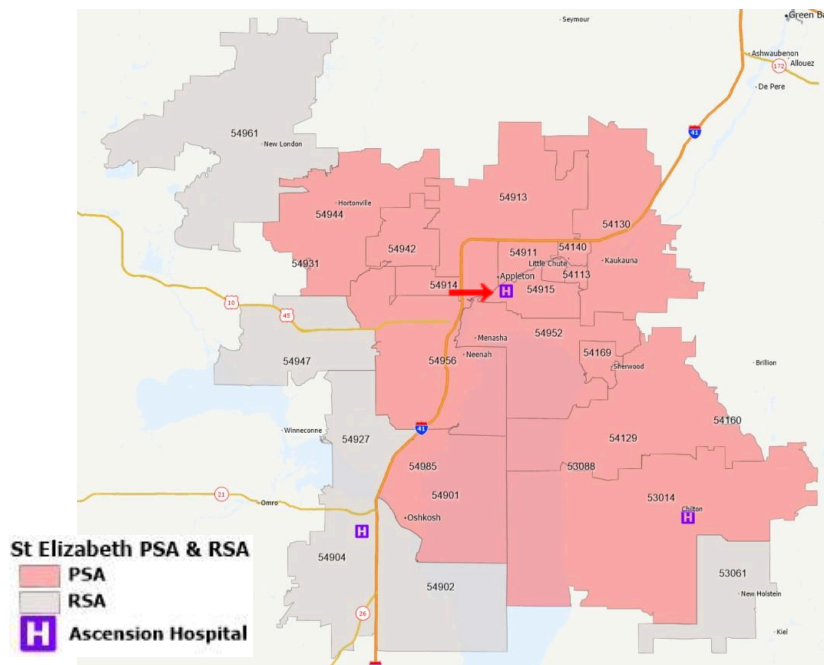 Seymour
Green Ba
Ashwaubenon
172
Allouez
De Pere
41
54961
New London
Hortonville
54944
54913
54130
54942
54911
54140
Little Chute
Kaukauna
54931
Appleton
54113
54914
H
54915
10
45
54952
Menasha
54947
54956
Neenah
54169
Sherwood
Brillion
54160
Winneconne
54927
41
54129
54985
53088
54901
53014
21
Omro
Oshkosh
Chilton
H
H
54904
53061
54902
New Holstein
26
Kiel
St Elizabeth PSA & RSA
PSA
RSA
H Ascension Hospital